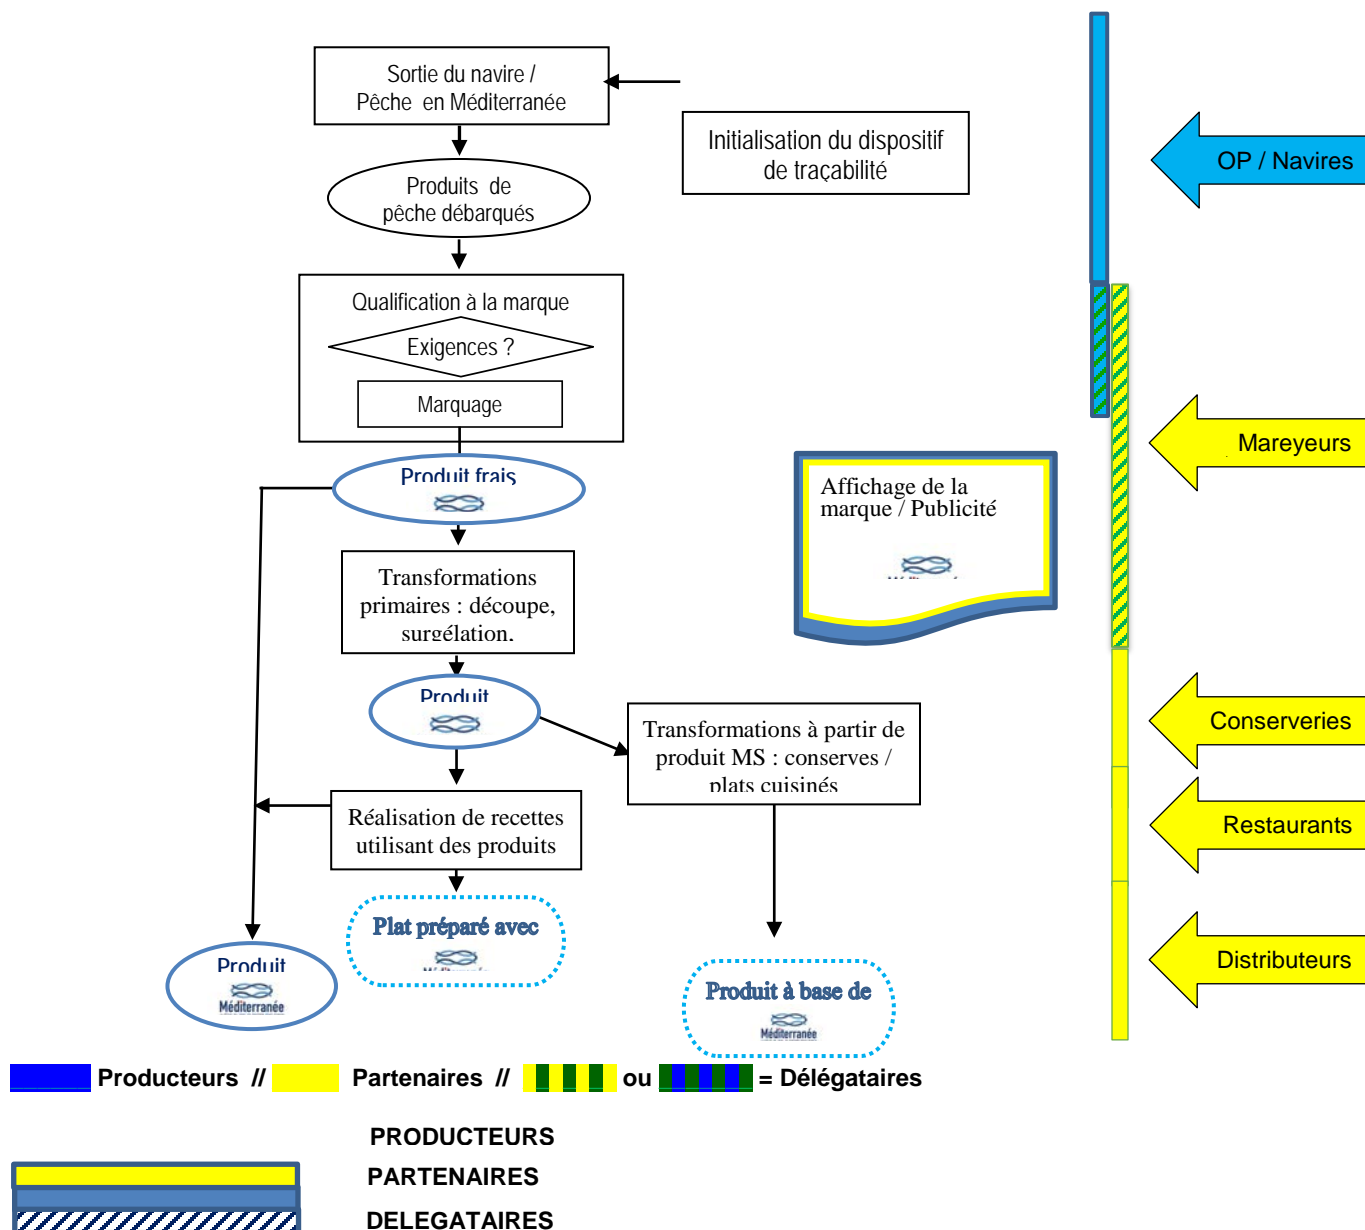 Sortie du navire /
Pêche en Méditerranée
Initialisation du dispositif
de traçabilité
OP / Navires
Produits de
pêche débarqués
Qualification à la marque
Exigences ?
Marquage
Mareyeurs
Produit frais
Affichage de la
marque / Publicité
Méditerranée
Transformations
primaires : découpe,
surgélation,
Produit
Transformations à partir de
produit MS : conserves /
plats cuisinés
Conserveries
Réalisation de recettes
utilisant des produits
Restaurants
Plat préparé avec
Méditerranée
Produit
Méditerranée
Produit à base de
Méditerranée
Distributeurs
Producteurs // Partenaires // ou = Délégataires
PRODUCTEURS
PARTENAIRES
DELEGATAIRES